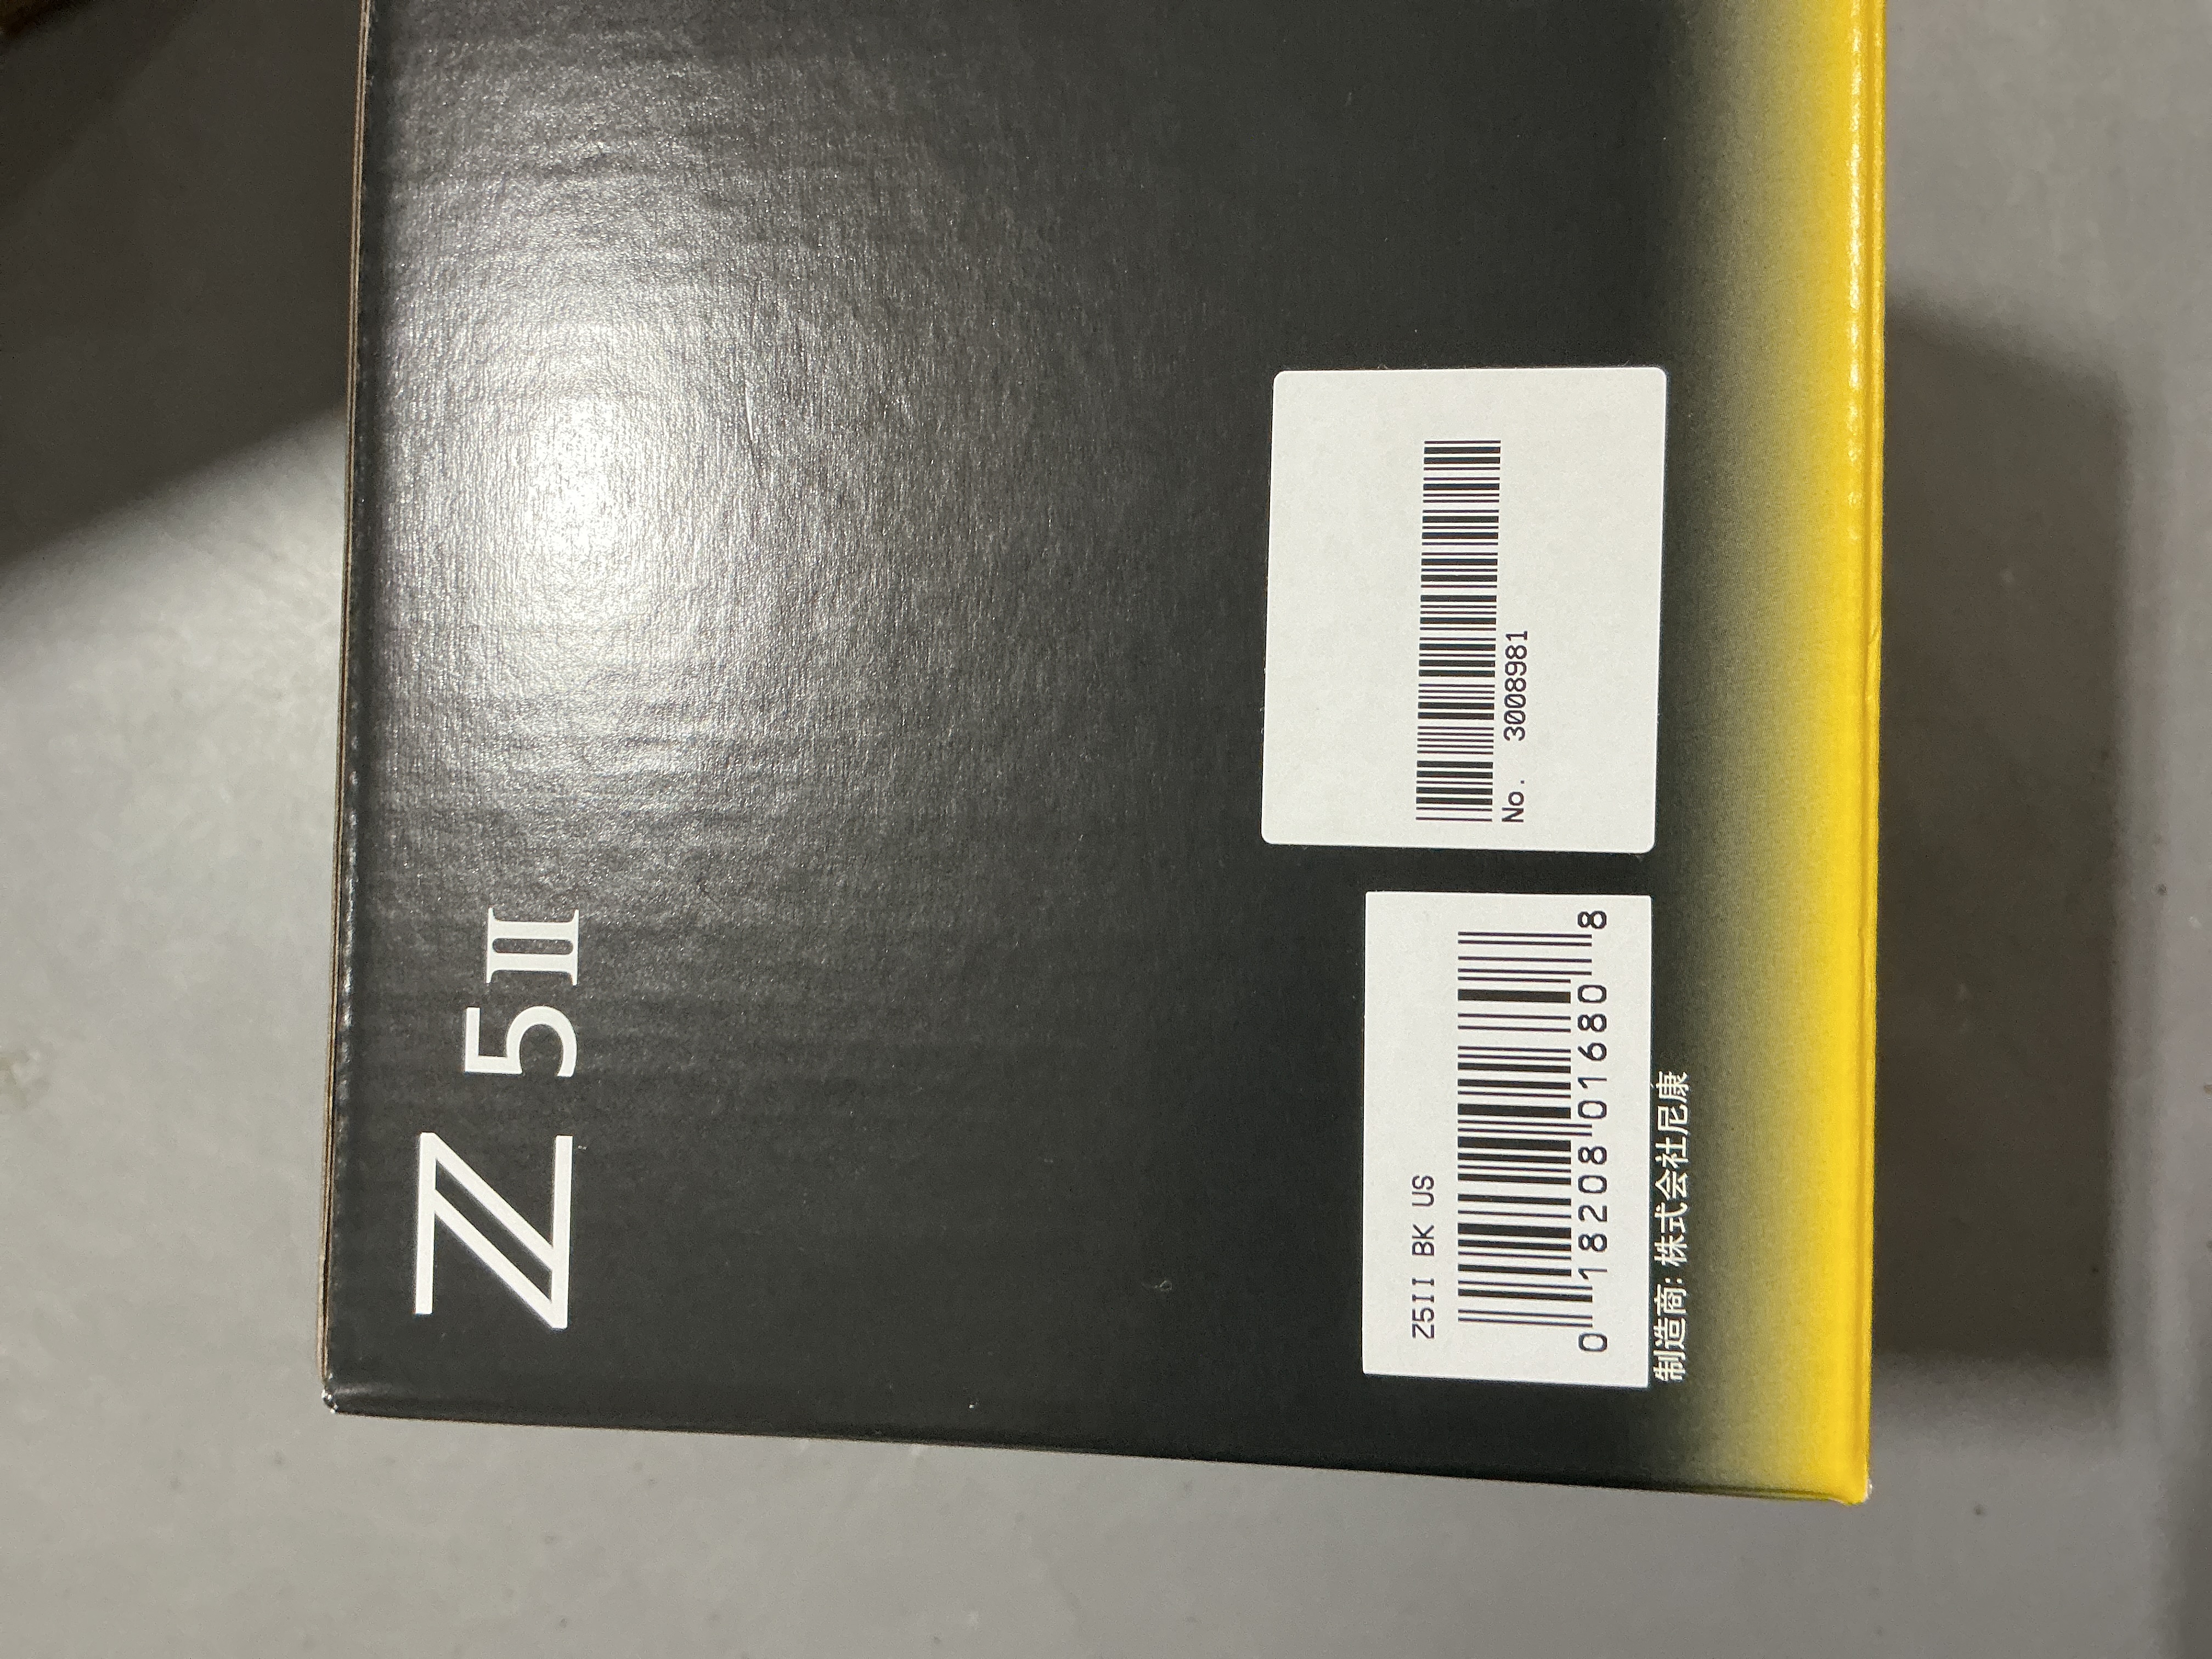 Z 5II
Z5II BK US
0 18208 01680 8
No. 3008981
制造商: 株式会社尼康